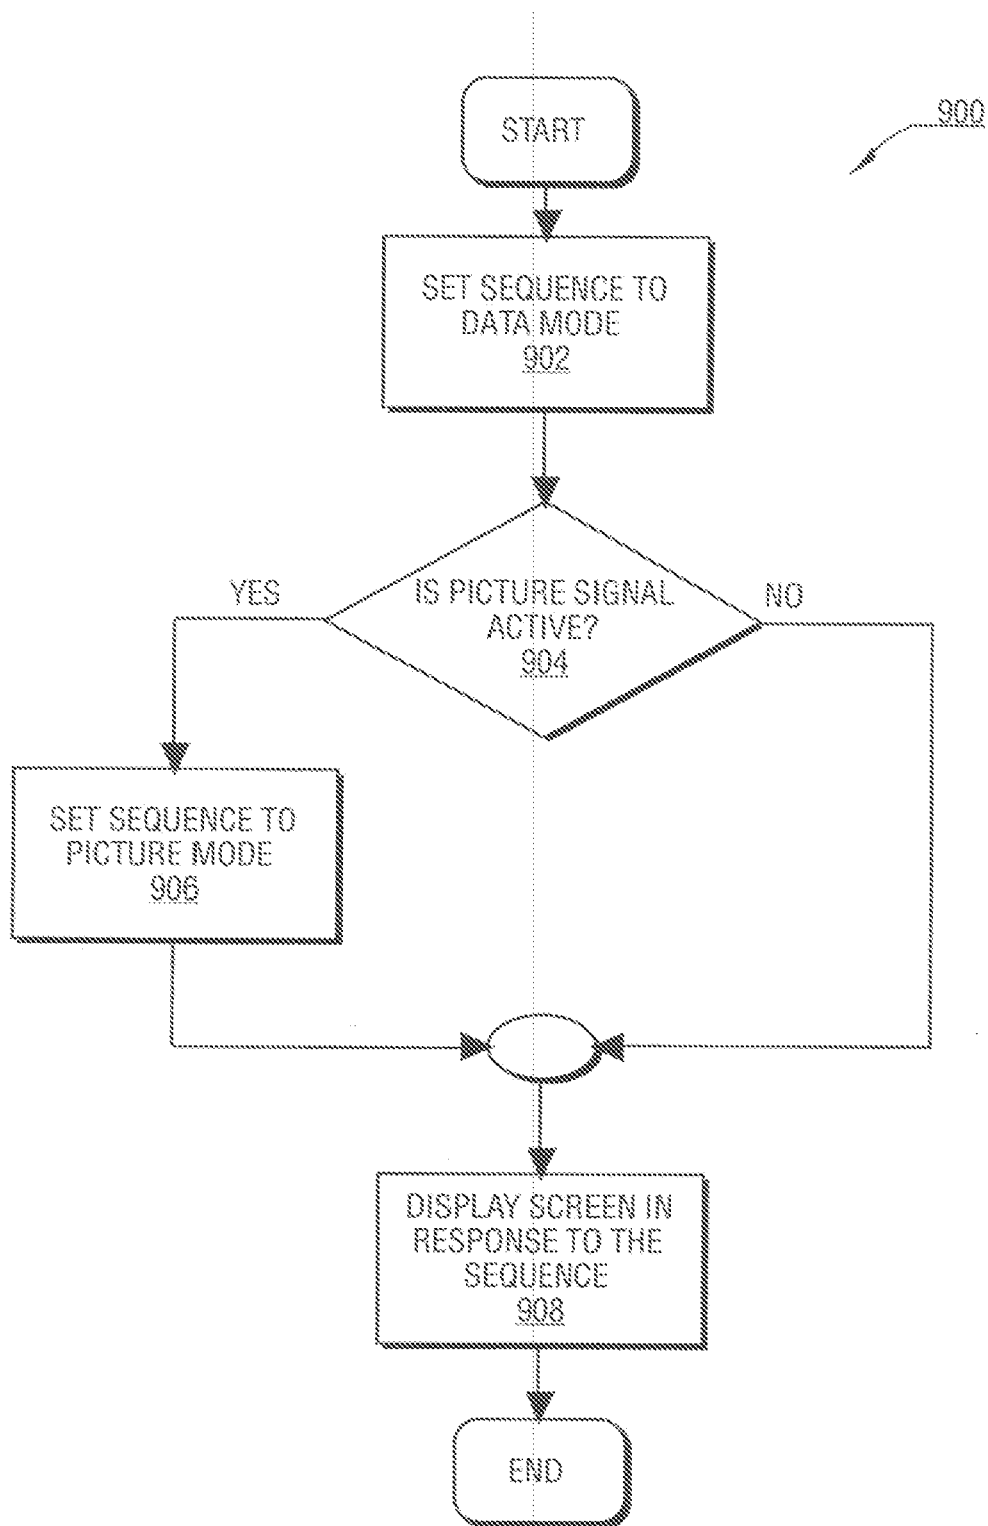 START
900
SET SEQUENCE TO
DATA MODE
902
IS PICTURE SIGNAL
ACTIVE?
904
YES
NO
SET SEQUENCE TO
PICTURE MODE
906
DISPLAY SCREEN IN
RESPONSE TO THE
SEQUENCE
908
END